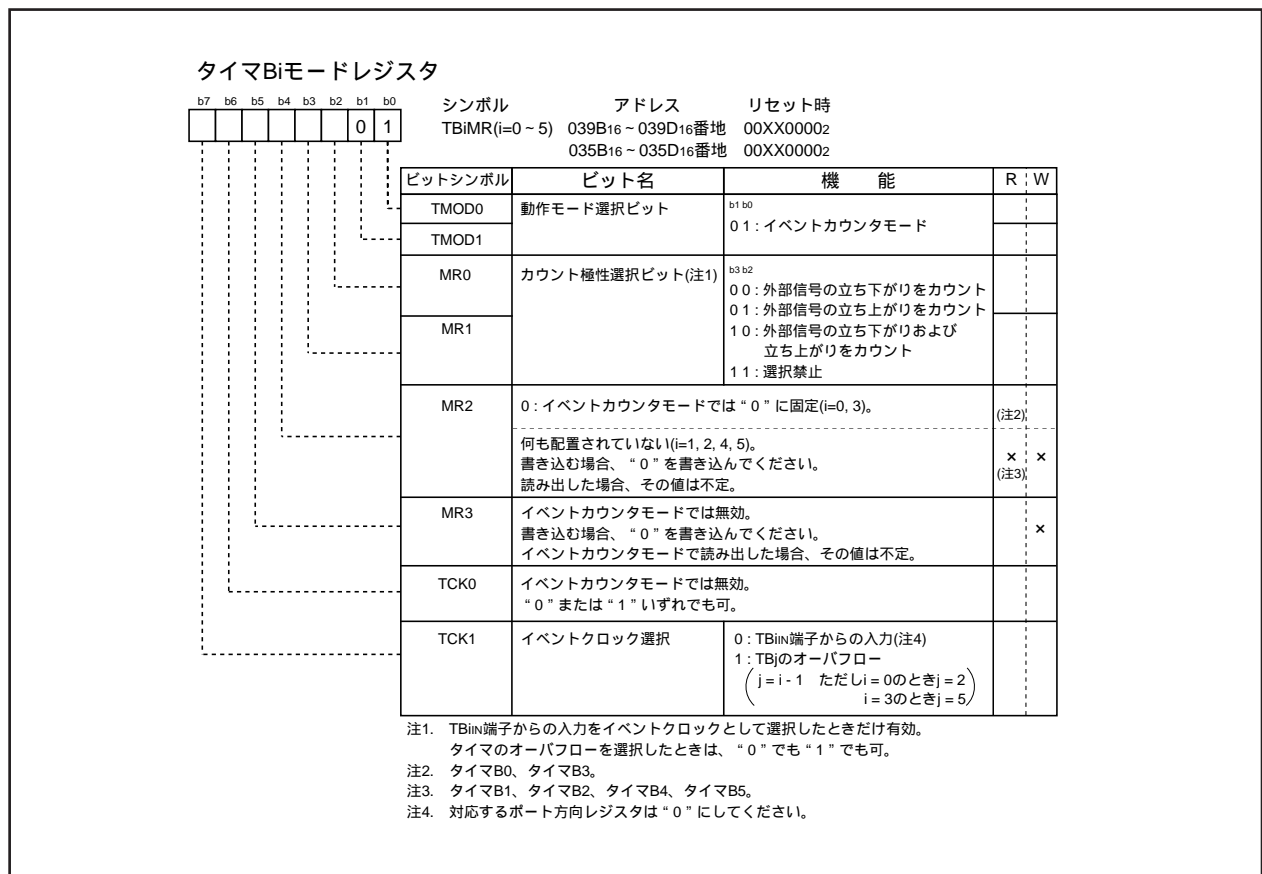 タイマBiモードレジスタ
b7 b6 b5 b4 b3 b2 b1 b0
0 1
シンボル アドレス リセット時
TBiMR(i=0 ~ 5) 039B16 ~ 039D16番地 00XX00002
035B16 ~ 035D16番地 00XX00002
ビットシンボル ビット名 機 能 R W
TMOD0 動作モード選択ビット b1 b0
0 1 : イベントカウンタモード
TMOD1
MR0 カウント極性選択ビット(注1) b3 b2
0 0 : 外部信号の立ち下がりをカウント
0 1 : 外部信号の立ち上がりをカウント
MR1 1 0 : 外部信号の立ち下がりおよび
立ち上がりをカウント
1 1 : 選択禁止
MR2 0 : イベントカウンタモードでは“0”に固定(i=0, 3)。 (注2)
何も配置されていない(i=1, 2, 4, 5)。
書き込む場合、“0”を書き込んでください。 × ×
読み出した場合、その値は不定。 (注3)
MR3 イベントカウンタモードでは無効。
書き込む場合、“0”を書き込んでください。 ×
イベントカウンタモードで読み出した場合、その値は不定。
TCK0 イベントカウンタモードでは無効。
“0”または“1”いずれでも可。
TCK1 イベントクロック選択 0 : TBiIN端子からの入力(注4)
1 : TBjのオーバフロー
(j = i - 1 ただしi = 0のときj = 2
i = 3のときj = 5)
注1. TBiIN端子からの入力をイベントクロックとして選択したときだけ有効。
タイマのオーバフローを選択したときは、“0”でも“1”でも可。
注2. タイマB0、タイマB3。
注3. タイマB1、タイマB2、タイマB4、タイマB5。
注4. 対応するポート方向レジスタは“0”にしてください。